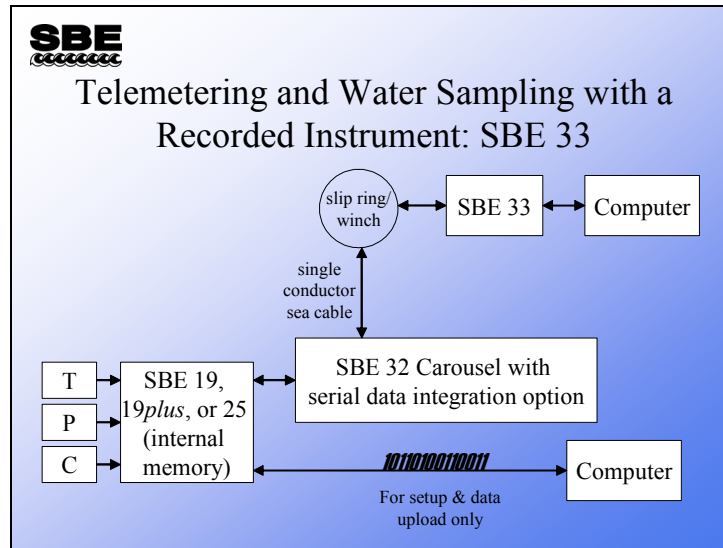 SBE
Telemetering and Water Sampling with a
Recorded Instrument: SBE 33
slip ring/
winch
SBE 33
Computer
single
conductor
sea cable
SBE 32 Carousel with
serial data integration option
T
P
C
SBE 19,
19plus, or 25
(internal
memory)
10110100110011
Computer
For setup & data
upload only